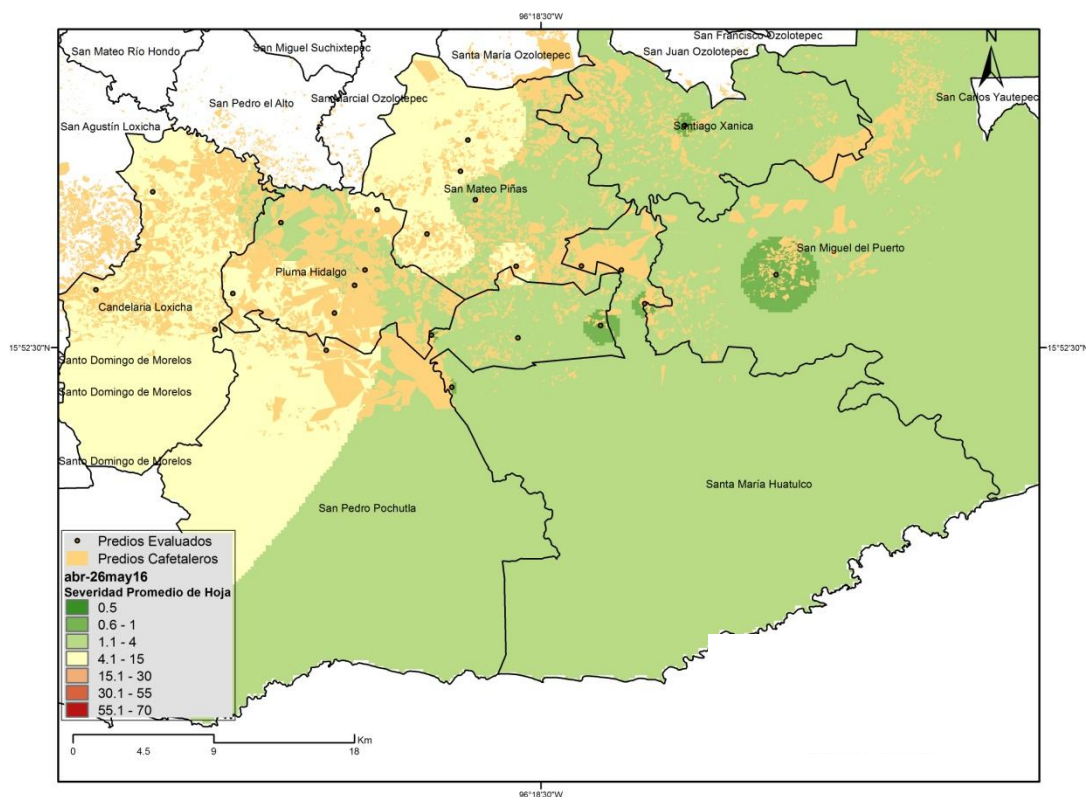 96°18'30"W
San Mateo Río Hondo
San Miguel Suchixtepec
Santa María Ozolotepec
San Francisco Ozolotepec
San Juan Ozolotepec
N
San Pedro el Alto
San Marcial Ozolotepec
San Carlos Yautepec
San Agustín Loxicha
Santiago Xanica
San Mateo Piñas
San Miguel del Puerto
Pluma Hidalgo
Candelaria Loxicha
15°52'30"N
15°52'30"N
Santo Domingo de Morelos
Santo Domingo de Morelos
Santo Domingo de Morelos
Santa María Huatulco
San Pedro Pochutla
Predios Evaluados
Predios Cafetaleros
abr-26may16
Severidad Promedio de Hoja
0.5
0.6 - 1
1.1 - 4
4.1 - 15
15.1 - 30
30.1 - 55
55.1 - 70
Km
0 4.5 9 18
96°18'30"W